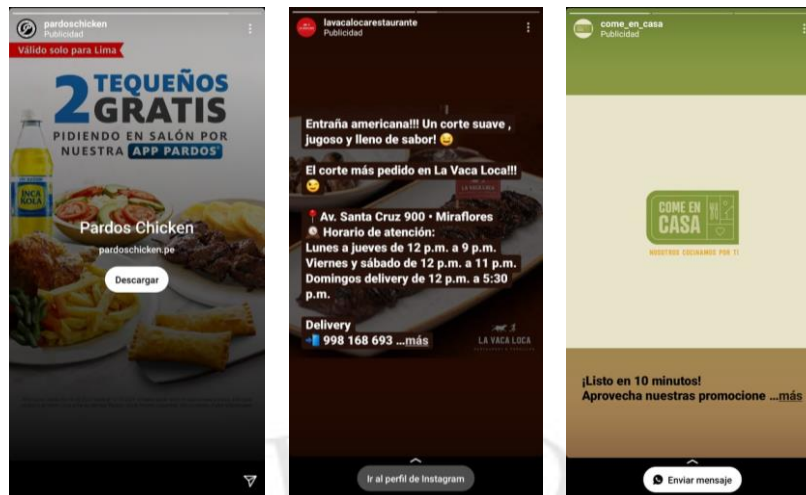 pardoschicken
Publicidad
Válido solo para Lima
2 TEQUEÑOS
GRATIS
PIDIENDO EN SALÓN POR
NUESTRA APP PARDOS
INCA
KOLA
Pardos Chicken
pardoschicken.pe
Descargar
lavacalocarestaurante
Publicidad
Entraña americana!!! Un corte suave ,
jugoso y lleno de sabor! 😄
El corte más pedido en La Vaca Loca!!!
😉
📍Av. Santa Cruz 900 • Miraflores
⏲ Horario de atención:
Lunes a jueves de 12 p.m. a 9 p.m.
Viernes y sábado de 12 p.m. a 11 p.m.
Domingos delivery de 12 p.m. a 5:30
p.m.
Delivery
📲 998 168 693 ...más
LA VACA LOCA
LA VACA LOCA
Ir al perfil de Instagram
come_en_casa
Publicidad
COME EN
CASA
NOSOTROS COCINAMOS POR TI
¡Listo en 10 minutos!
Aprovecha nuestras promocione ...más
Enviar mensaje